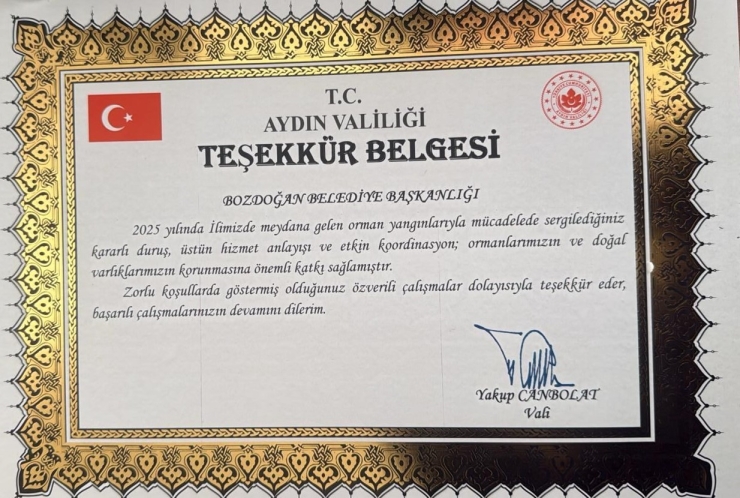 T.C.
AYDIN VALİLİĞİ
TEŞEKKÜR BELGESİ
BOZDOĞAN BELEDİYE BAŞKANLIĞI
2025 yılında İlimizde meydana gelen orman yangınlarıyla mücadelede sergilediğiniz
kararlı duruş, üstün hizmet anlayışı ve etkin koordinasyon; ormanlarımızın ve doğal
varlıklarımızın korunmasına önemli katkı sağlamıştır.
Zorlu koşullarda göstermiş olduğunuz özverili çalışmalar dolayısıyla teşekkür eder,
başarılı çalışmalarınızın devamını dilerim.
Yakup CANBOLAT
Vali